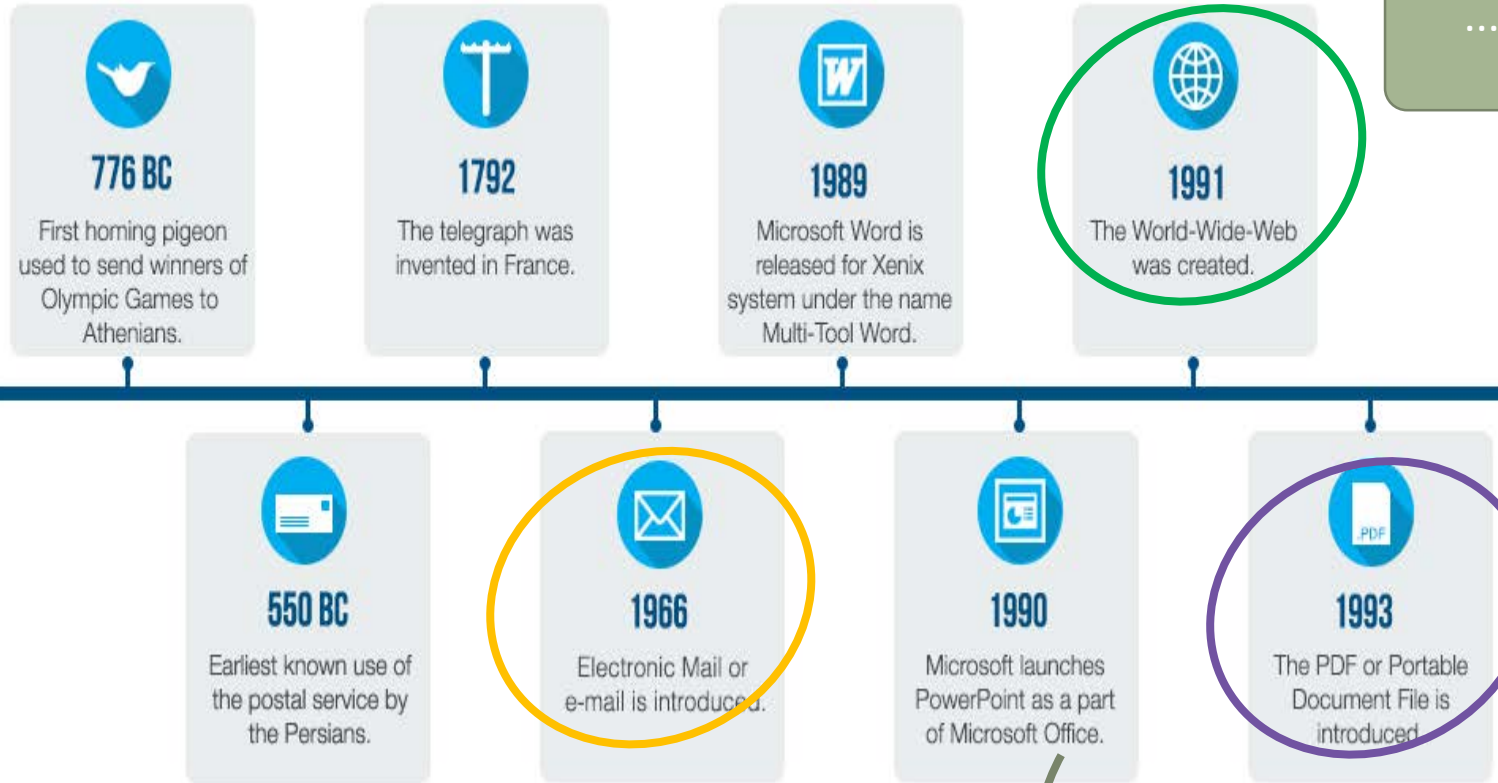 ...
776 BC
First homing pigeon
used to send winners of
Olympic Games to
Athenians.
1792
The telegraph was
invented in France.
W
1989
Microsoft Word is
released for Xenix
system under the name
Multi-Tool Word.
1991
The World-Wide-Web
was created.
550 BC
Earliest known use of
the postal service by
the Persians.
1966
Electronic Mail or
e-mail is introduced.
1990
Microsoft launches
PowerPoint as a part
of Microsoft Office.
.PDF
1993
The PDF or Portable
Document File is
introduced